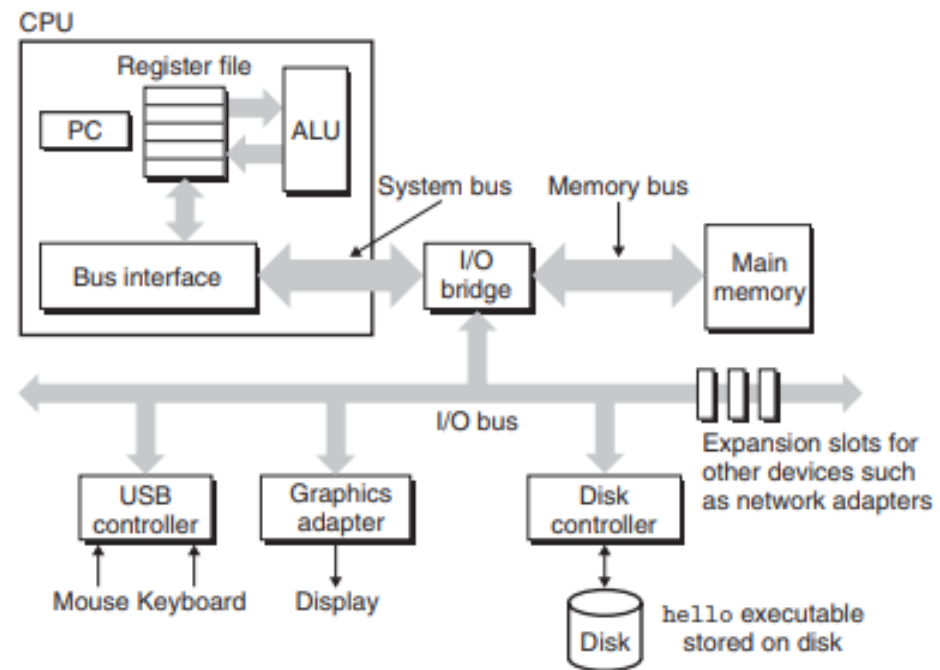 CPU
Register file
PC
ALU
System bus
Memory bus
Bus interface
I/O
bridge
Main
memory
I/O bus
Expansion slots for
other devices such
as network adapters
USB
controller
Graphics
adapter
Disk
controller
Mouse Keyboard
Display
Disk
hello executable
stored on disk